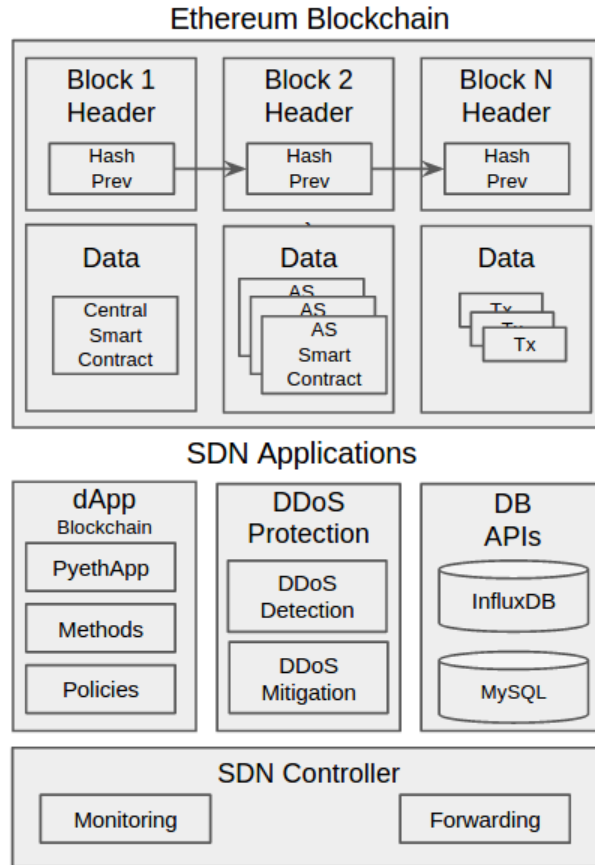 Ethereum Blockchain
Block 1
Header
Hash
Prev
Block 2
Header
Hash
Prev
Block N
Header
Hash
Prev
Data
Central
Smart
Contract
Data
AS
AS
AS
Smart
Contract
Data
Tx
Tx
Tx
SDN Applications
dApp
Blockchain
PyethApp
Methods
Policies
DDoS
Protection
DDoS
Detection
DDoS
Mitigation
DB
APIs
InfluxDB
MySQL
SDN Controller
Monitoring
Forwarding